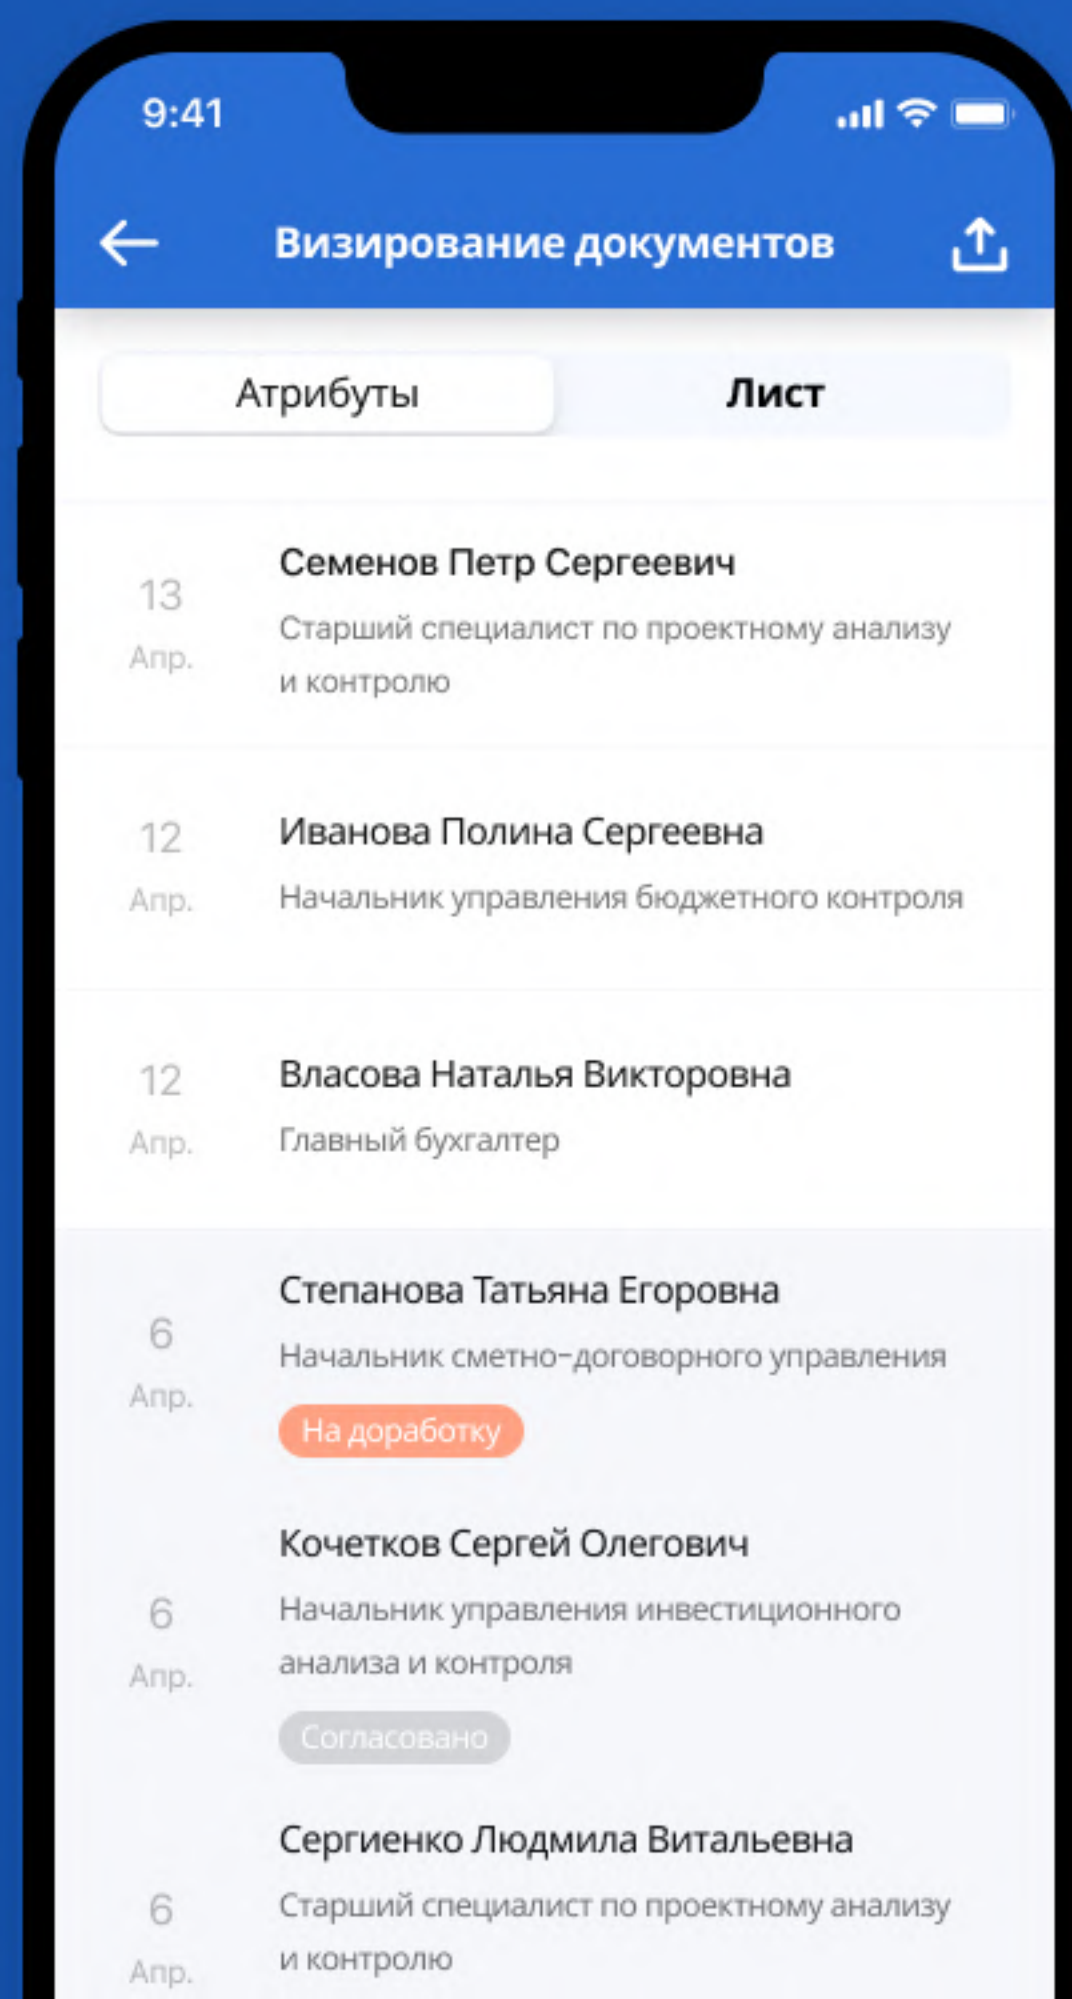 9:41
Визирование документов
Атрибуты
Лист
13
Апр.
Семенов Петр Сергеевич
Старший специалист по проектному анализу
и контролю
12
Апр.
Иванова Полина Сергеевна
Начальник управления бюджетного контроля
12
Апр.
Власова Наталья Викторовна
Главный бухгалтер
6
Апр.
Степанова Татьяна Егоровна
Начальник сметно-договорного управления
На доработку
6
Апр.
Кочетков Сергей Олегович
Начальник управления инвестиционного
анализа и контроля
Согласовано
6
Апр.
Сергиенко Людмила Витальевна
Старший специалист по проектному анализу
и контролю